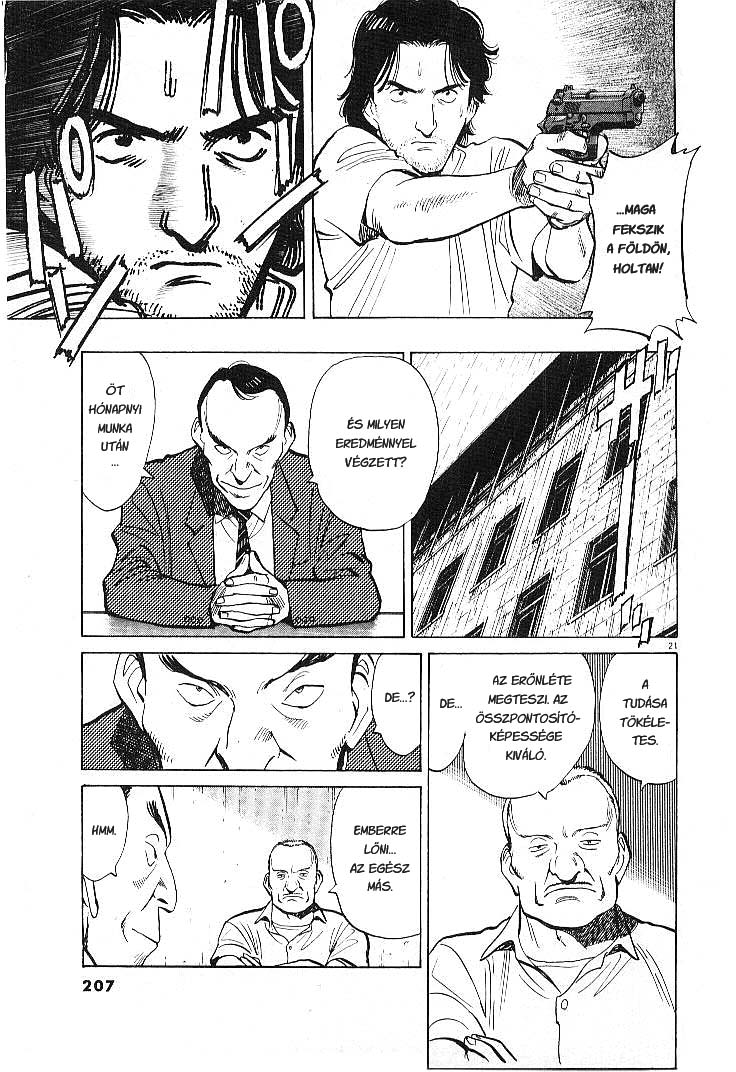 ...MAGA
FEKSZIK
A FÖLDÖN,
HOLTAN!
ÉS MILYEN
EREDMÉNNYEL
VÉGZETT?
ÖT
HÓNAPNYI
MUNKA
UTÁN
...
21
A
TUDÁSA
TÖKÉLE-
TES.
AZ ERŐNLÉTE
MEGTESZI. AZ
ÖSSZPONTOSÍTÓ-
KÉPESSÉGE
KIVÁLÓ.
DE...
DE...?
EMBERRE
LŐNI...
AZ EGÉSZ
MÁS.
HMM.
207